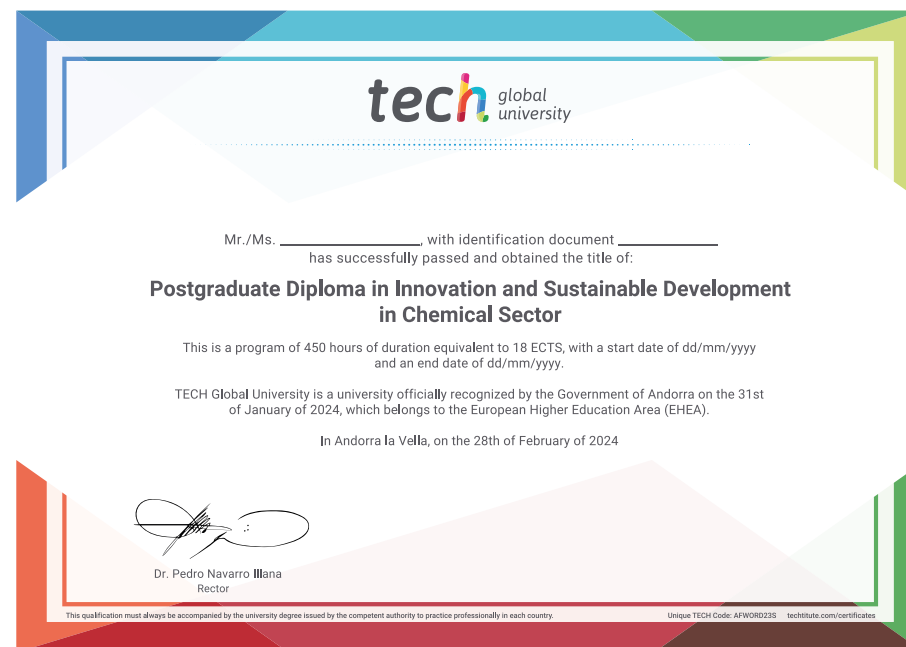 tech global university
Mr./Ms. ____________, with identification document ____________
has successfully passed and obtained the title of:
Postgraduate Diploma in Innovation and Sustainable Development
in Chemical Sector
This is a program of 450 hours of duration equivalent to 18 ECTS, with a start date of dd/mm/yyyy
and an end date of dd/mm/yyyy.
TECH Global University is a university officially recognized by the Government of Andorra on the 31st
of January of 2024, which belongs to the European Higher Education Area (EHEA).
In Andorra la Vella, on the 28th of February of 2024
Dr. Pedro Navarro Illana
Rector
This qualification must always be accompanied by the university degree issued by the competent authority to practice professionally in each country.
Unique TECH Code: AFWORD23S techtitute.com/certificates